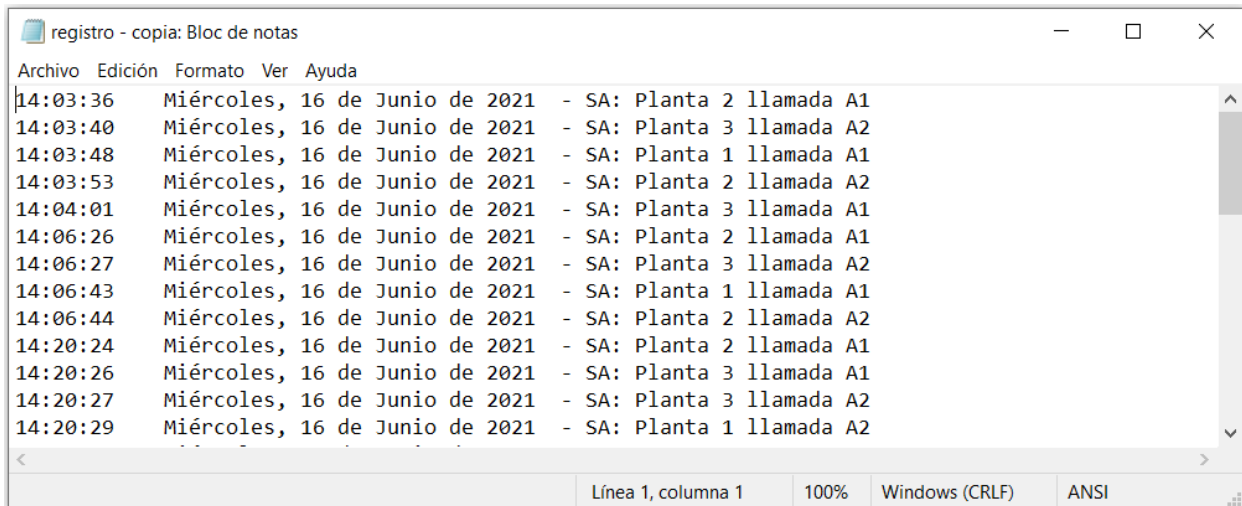 registro - copia: Bloc de notas
Archivo Edición Formato Ver Ayuda
14:03:36 Miércoles, 16 de Junio de 2021 - SA: Planta 2 llamada A1
14:03:40 Miércoles, 16 de Junio de 2021 - SA: Planta 3 llamada A2
14:03:48 Miércoles, 16 de Junio de 2021 - SA: Planta 1 llamada A1
14:03:53 Miércoles, 16 de Junio de 2021 - SA: Planta 2 llamada A2
14:04:01 Miércoles, 16 de Junio de 2021 - SA: Planta 3 llamada A1
14:06:26 Miércoles, 16 de Junio de 2021 - SA: Planta 2 llamada A1
14:06:27 Miércoles, 16 de Junio de 2021 - SA: Planta 3 llamada A2
14:06:43 Miércoles, 16 de Junio de 2021 - SA: Planta 1 llamada A1
14:06:44 Miércoles, 16 de Junio de 2021 - SA: Planta 2 llamada A2
14:20:24 Miércoles, 16 de Junio de 2021 - SA: Planta 2 llamada A1
14:20:26 Miércoles, 16 de Junio de 2021 - SA: Planta 3 llamada A1
14:20:27 Miércoles, 16 de Junio de 2021 - SA: Planta 3 llamada A2
14:20:29 Miércoles, 16 de Junio de 2021 - SA: Planta 1 llamada A2
Línea 1, columna 1 100% Windows (CRLF) ANSI